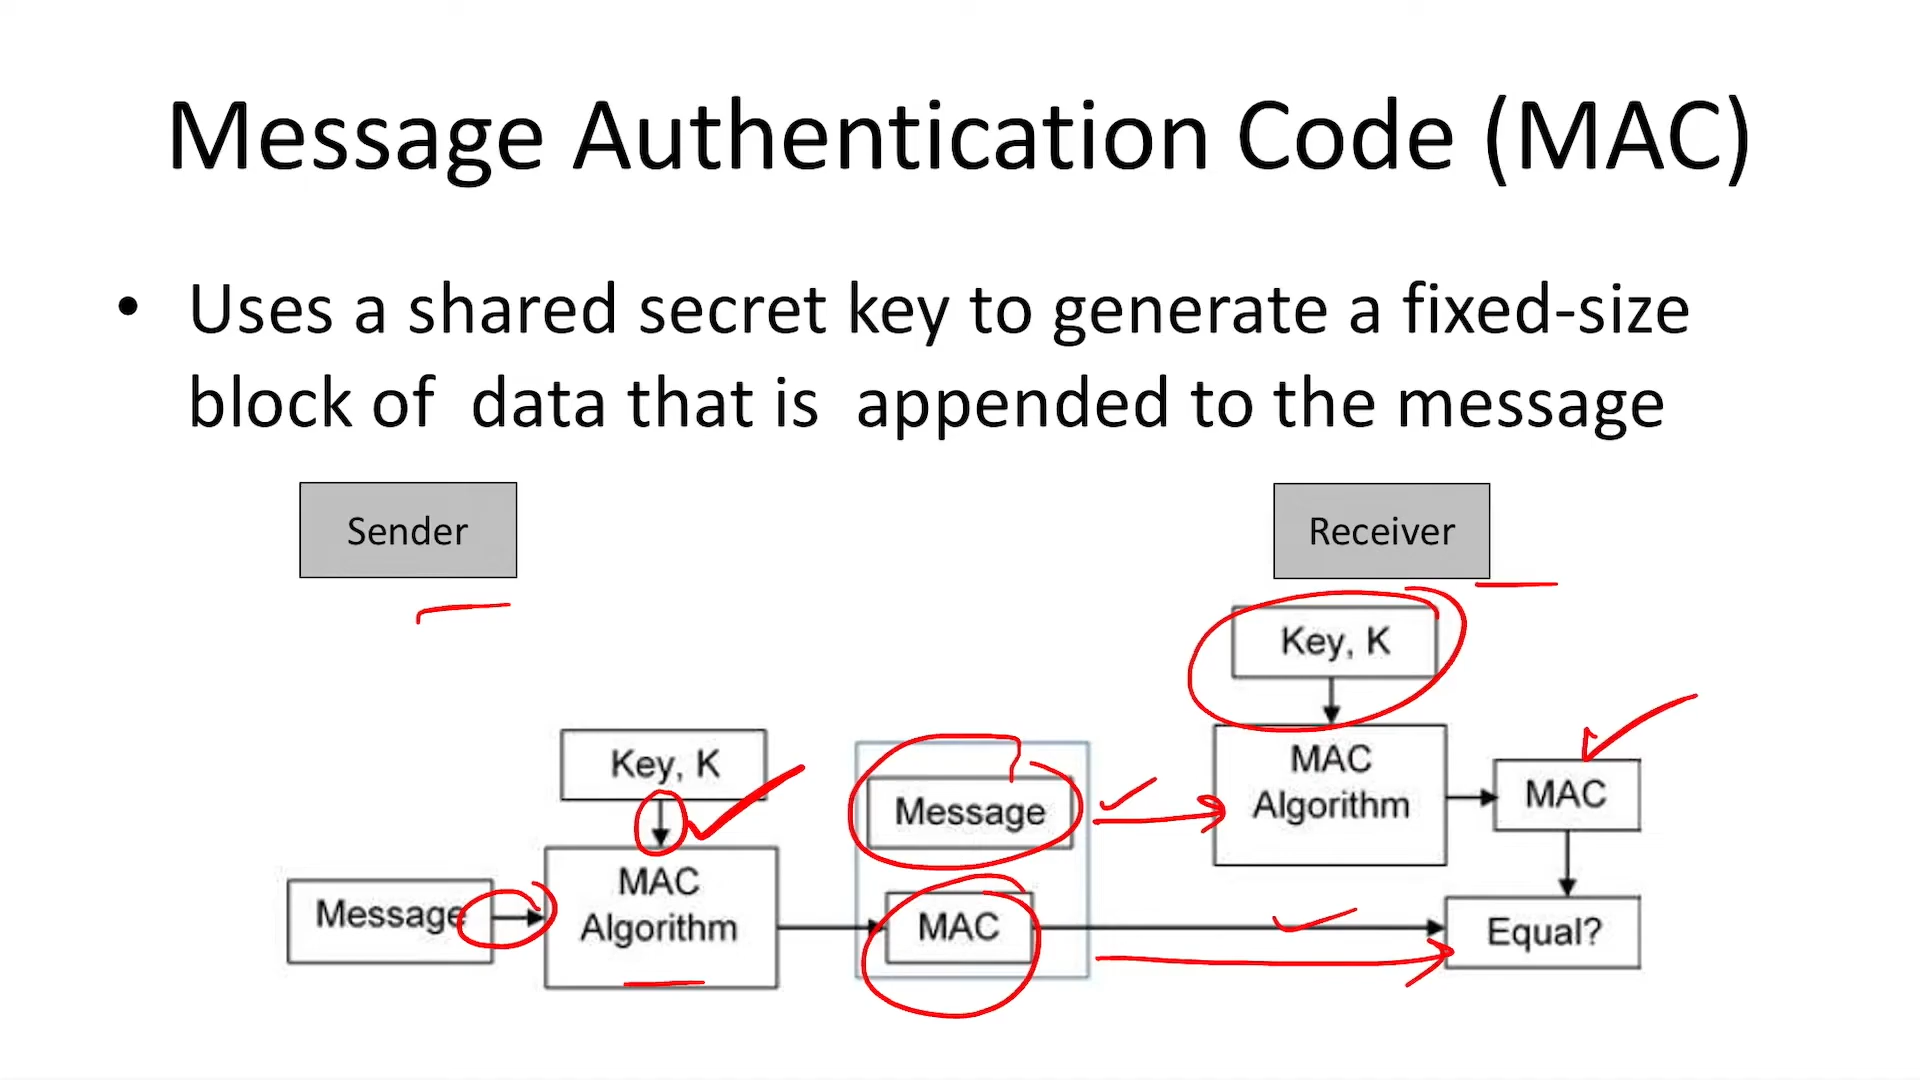 Message Authentication Code (MAC)
• Uses a shared secret key to generate a fixed-size
block of data that is appended to the message
Sender
Receiver
Key, K
Key, K
MAC
Algorithm
MAC
Message
Message
MAC
Algorithm
MAC
Equal?